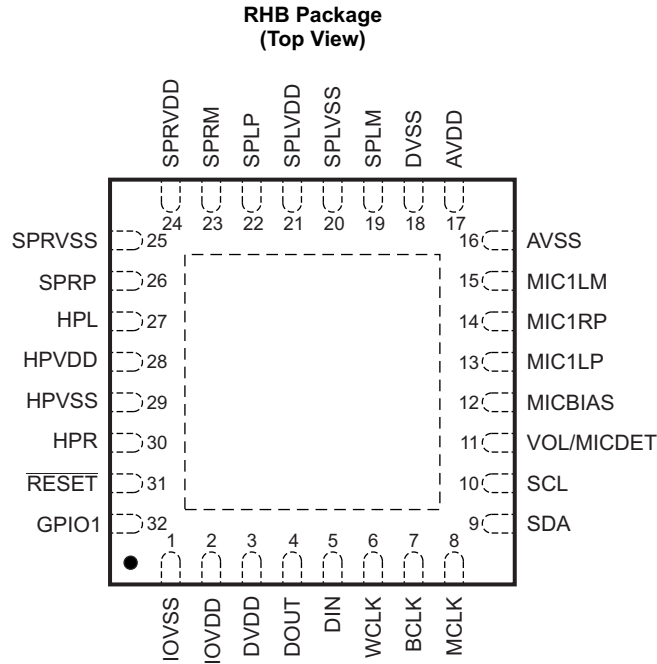 RHB Package
(Top View)
SPRVDD
SPRM
SPLP
SPLVDD
SPLVSS
SPLM
DVSS
AVDD
24 23 22 21 20 19 18 17
SPRVSS 25
SPRP 26
HPL 27
HPVDD 28
HPVSS 29
HPR 30
RESET 31
GPIO1 32
16 AVSS
15 MIC1LM
14 MIC1RP
13 MIC1LP
12 MICBIAS
11 VOL/MICDET
10 SCL
9 SDA
1 2 3 4 5 6 7 8
IOVSS
IOVDD
DVDD
DOUT
DIN
WCLK
BCLK
MCLK